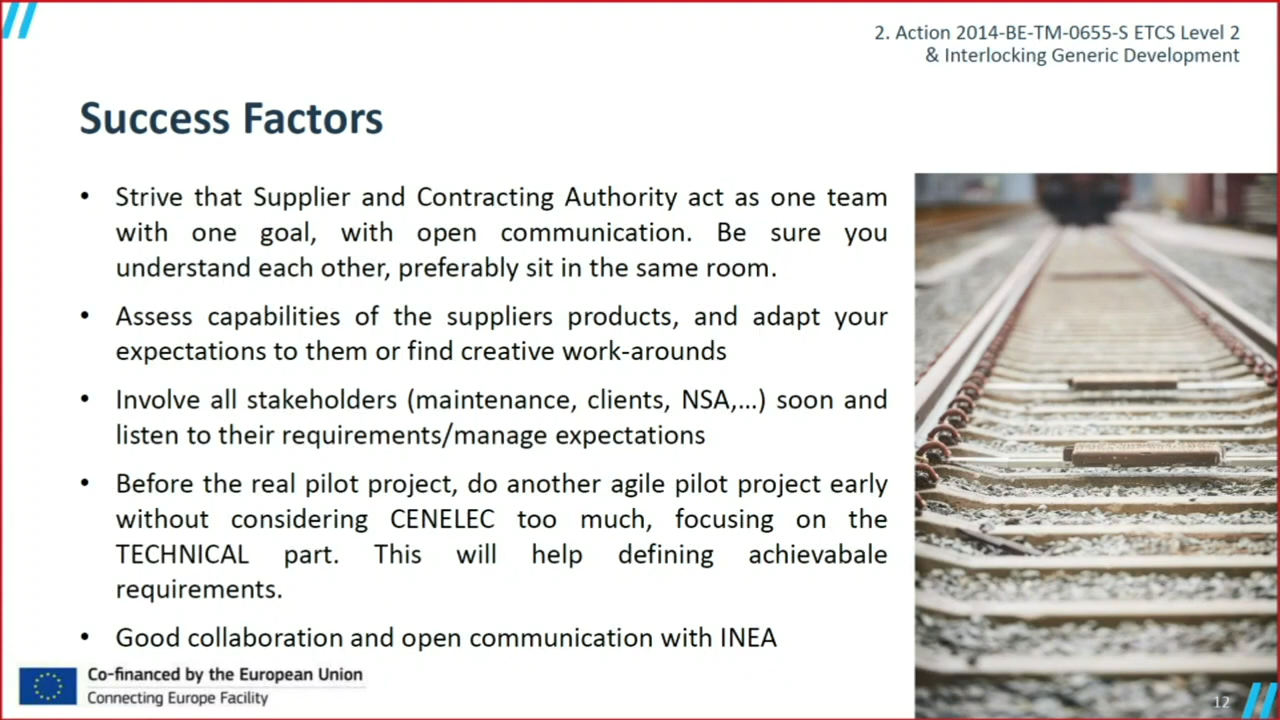 2. Action 2014-BE-TM-0655-S ETCS Level 2
& Interlocking Generic Development
Success Factors
• Strive that Supplier and Contracting Authority act as one team
with one goal, with open communication. Be sure you
understand each other, preferably sit in the same room.
• Assess capabilities of the suppliers products, and adapt your
expectations to them or find creative work-arounds
• Involve all stakeholders (maintenance, clients, NSA,...) soon and
listen to their requirements/manage expectations
• Before the real pilot project, do another agile pilot project early
without considering CENELEC too much, focusing on the
TECHNICAL part. This will help defining achievabale
requirements.
• Good collaboration and open communication with INEA
Co-financed by the European Union
Connecting Europe Facility
12